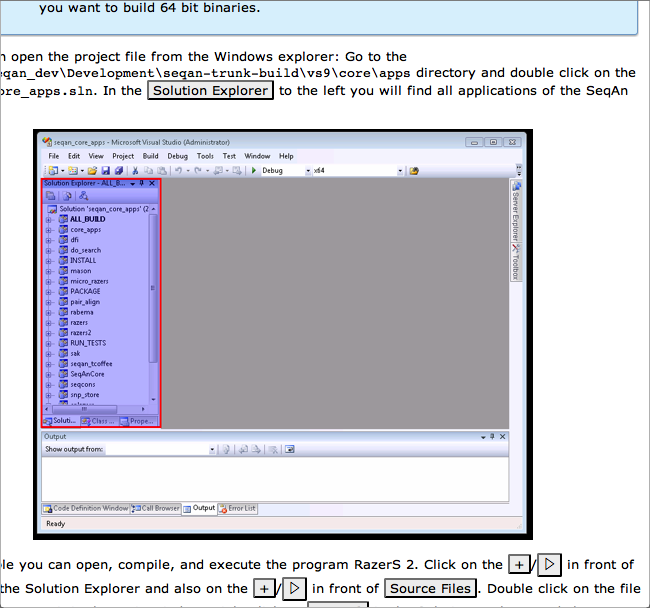 you want to build 64 bit binaries.
n open the project file from the Windows explorer: Go to the
eqan_dev\Development\seqan-trunk-build\vs9\core\apps directory and double click on the
ore_apps.sln. In the Solution Explorer to the left you will find all applications of the SeqAn
seqan_core_apps - Microsoft Visual Studio (Administrator)
File Edit View Project Build Debug Tools Test Window Help
Debug x64
Solution Explorer - ALL_B...
Solution 'seqan_core_apps' (2
ALL_BUILD
core_apps
dfi
do_search
INSTALL
mason
micro_razers
PACKAGE
pair_align
rabema
razers
razers2
RUN_TESTS
sak
seqan_tcoffee
SeqAnCore
seqcons
snp_store
Soluti... Class ... Prope...
Server Explorer
Toolbox
Output
Show output from:
Code Definition Window Call Browser Output Error List
Ready
le you can open, compile, and execute the program RazerS 2. Click on the +/▷ in front of
the Solution Explorer and also on the +/▷ in front of Source Files. Double click on the file